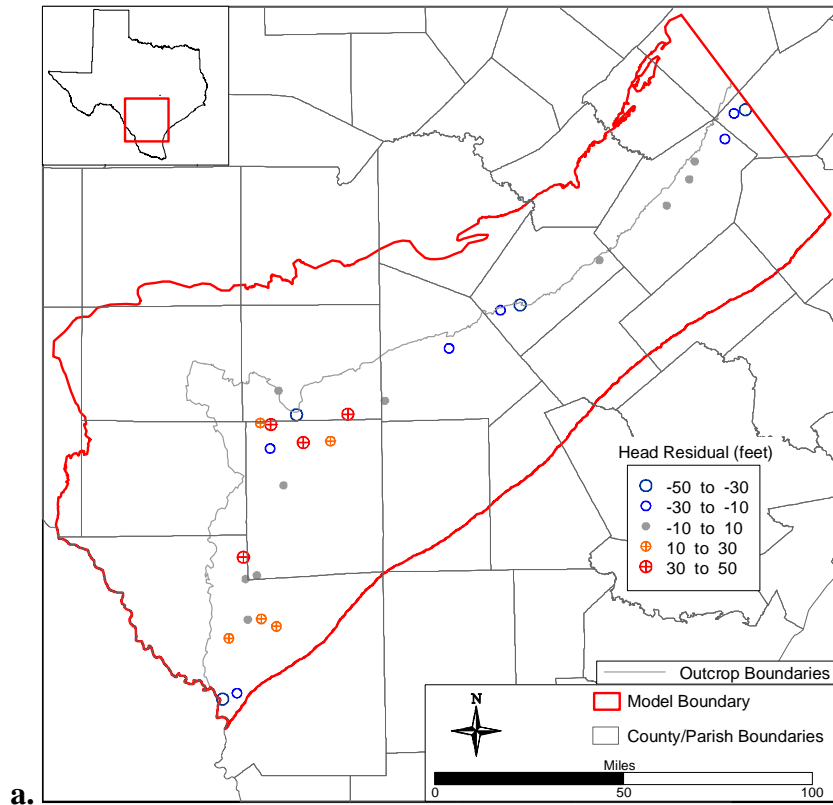 Head Residual (feet)
-50 to -30
-30 to -10
-10 to 10
10 to 30
30 to 50
Outcrop Boundaries
N
Model Boundary
County/Parish Boundaries
Miles
0 50 100
a.